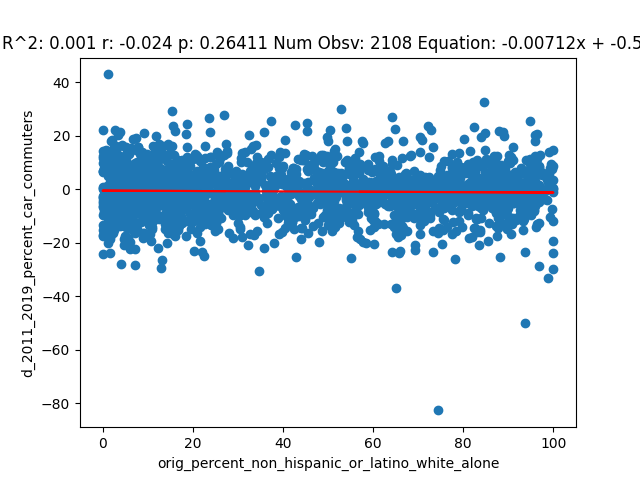 R^2: 0.001 r: -0.024 p: 0.26411 Num Obsv: 2108 Equation: -0.00712x + -0.5
40
20
0
−20
−40
−60
−80
d_2011_2019_percent_car_commuters
0 20 40 60 80 100
orig_percent_non_hispanic_or_latino_white_alone